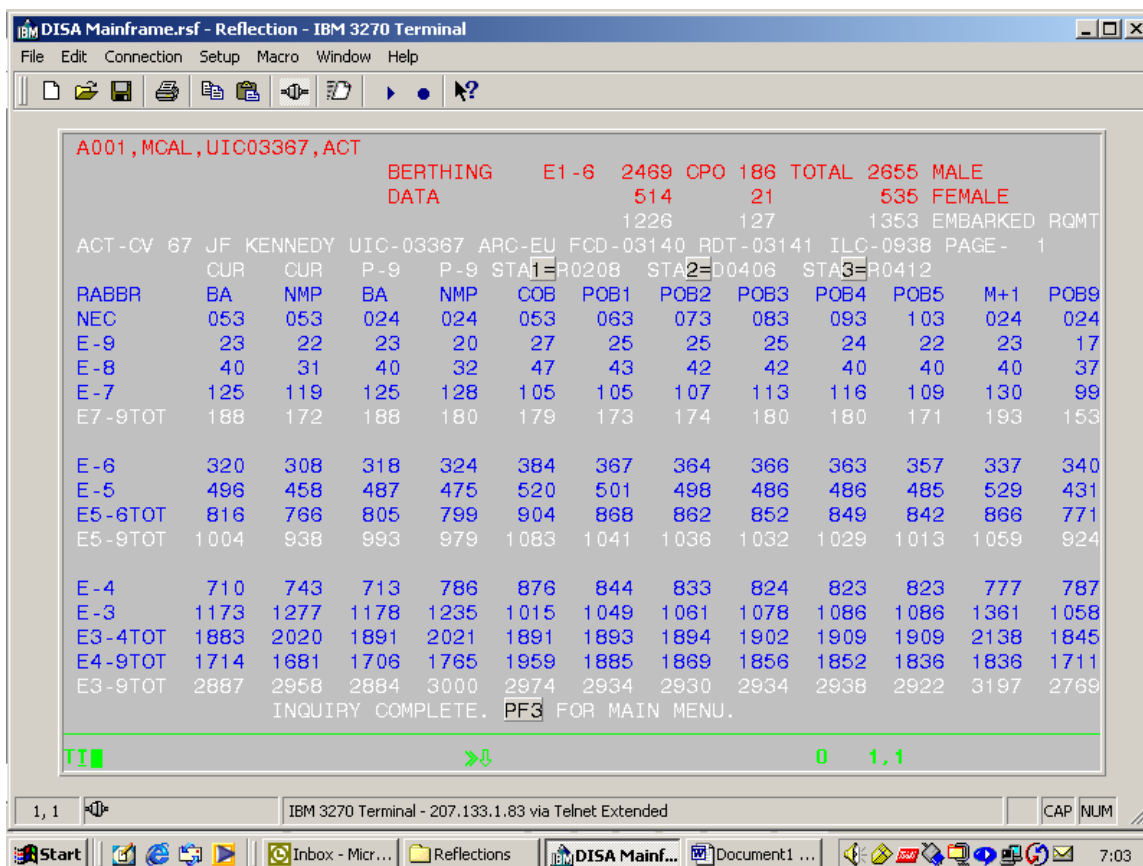 DISA Mainframe.rsf - Reflection - IBM 3270 Terminal
File Edit Connection Setup Macro Window Help
A001,MCAL,UIC03367,ACT
BERTHING E1-6 2469 CPO 186 TOTAL 2655 MALE
DATA 514 21 535 FEMALE
1226 127 1353 EMBARKED RQMT
ACT-CV 67 JF KENNEDY UIC-03367 ARC-EU FCD-03140 RDT-03141 ILC-0938 PAGE- 1
CUR CUR P-9 P-9 STA1=R0208 STA2=D0406 STA3=R0412
RABBR BA NMP BA NMP COB POB1 POB2 POB3 POB4 POB5 M+1 POB9
NEC 053 053 024 024 053 063 073 083 093 103 024 024
E-9 23 22 23 20 27 25 25 25 24 22 23 17
E-8 40 31 40 32 47 43 42 42 40 40 40 37
E-7 125 119 125 128 105 105 107 113 116 109 130 99
E7-9TOT 188 172 188 180 179 173 174 180 180 171 193 153
E-6 320 308 318 324 384 367 364 366 363 357 337 340
E-5 496 458 487 475 520 501 498 486 486 485 529 431
E5-6TOT 816 766 805 799 904 868 862 852 849 842 866 771
E5-9TOT 1004 938 993 979 1083 1041 1036 1032 1029 1013 1059 924
E-4 710 743 713 786 876 844 833 824 823 823 777 787
E-3 1173 1277 1178 1235 1015 1049 1061 1078 1086 1086 1361 1058
E3-4TOT 1883 2020 1891 2021 1891 1893 1894 1902 1909 1909 2138 1845
E4-9TOT 1714 1681 1706 1765 1959 1885 1869 1856 1852 1836 1836 1711
E3-9TOT 2887 2958 2884 3000 2974 2934 2930 2934 2938 2922 3197 2769
INQUIRY COMPLETE. PF3 FOR MAIN MENU.
TI 0 1,1
1, 1 IBM 3270 Terminal - 207.133.1.83 via Telnet Extended CAP NUM
Start Inbox - Micr... Reflections DISA Mainf... Document1 ... 7:03